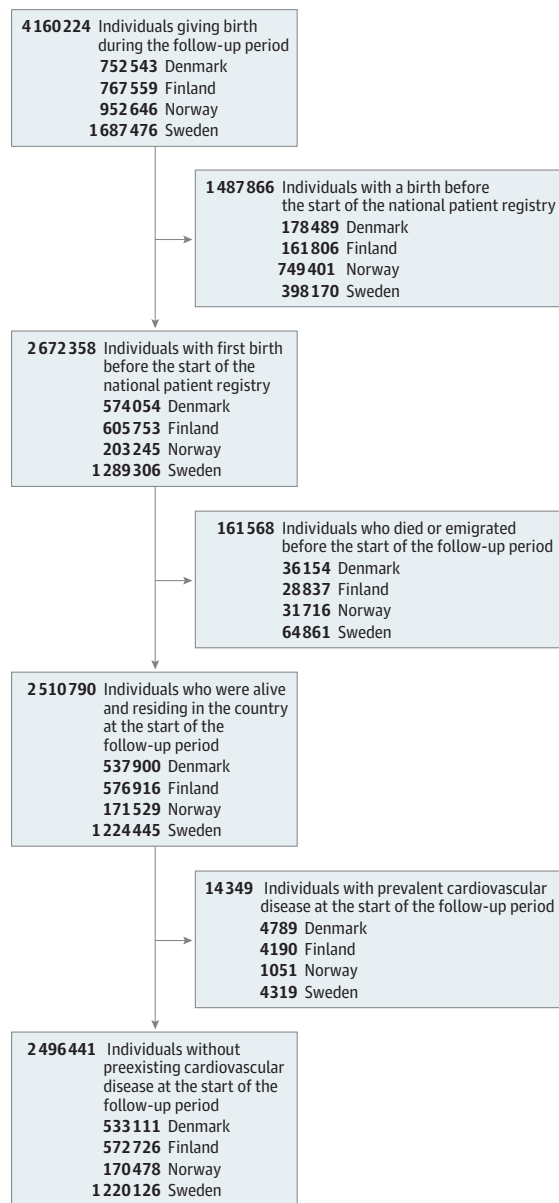 4160224 Individuals giving birth
during the follow-up period
752543 Denmark
767559 Finland
952646 Norway
1687476 Sweden
1487866 Individuals with a birth before
the start of the national patient registry
178489 Denmark
161806 Finland
749401 Norway
398170 Sweden
2672358 Individuals with first birth
before the start of the
national patient registry
574054 Denmark
605753 Finland
203245 Norway
1289306 Sweden
161568 Individuals who died or emigrated
before the start of the follow-up period
36154 Denmark
28837 Finland
31716 Norway
64861 Sweden
2510790 Individuals who were alive
and residing in the country
at the start of the
follow-up period
537900 Denmark
576916 Finland
171529 Norway
1224445 Sweden
14349 Individuals with prevalent cardiovascular
disease at the start of the follow-up period
4789 Denmark
4190 Finland
1051 Norway
4319 Sweden
2496441 Individuals without
preexisting cardiovascular
disease at the start of the
follow-up period
533111 Denmark
572726 Finland
170478 Norway
1220126 Sweden